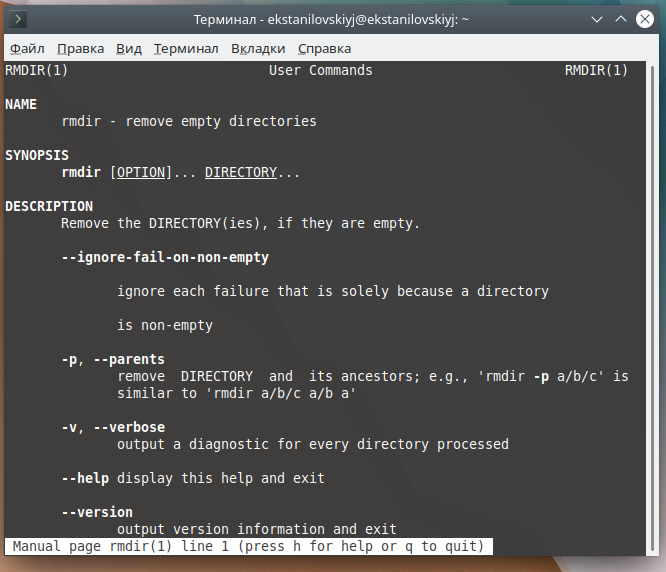 Терминал - ekstanilovskiyj@ekstanilovskiyj: ~
Файл Правка Вид Терминал Вкладки Справка
RMDIR(1) User Commands RMDIR(1)
NAME
rmdir - remove empty directories
SYNOPSIS
rmdir [OPTION]... DIRECTORY...
DESCRIPTION
Remove the DIRECTORY(ies), if they are empty.
--ignore-fail-on-non-empty
ignore each failure that is solely because a directory
is non-empty
-p, --parents
remove DIRECTORY and its ancestors; e.g., 'rmdir -p a/b/c' is
similar to 'rmdir a/b/c a/b a'
-v, --verbose
output a diagnostic for every directory processed
--help display this help and exit
--version
output version information and exit
Manual page rmdir(1) line 1 (press h for help or q to quit)